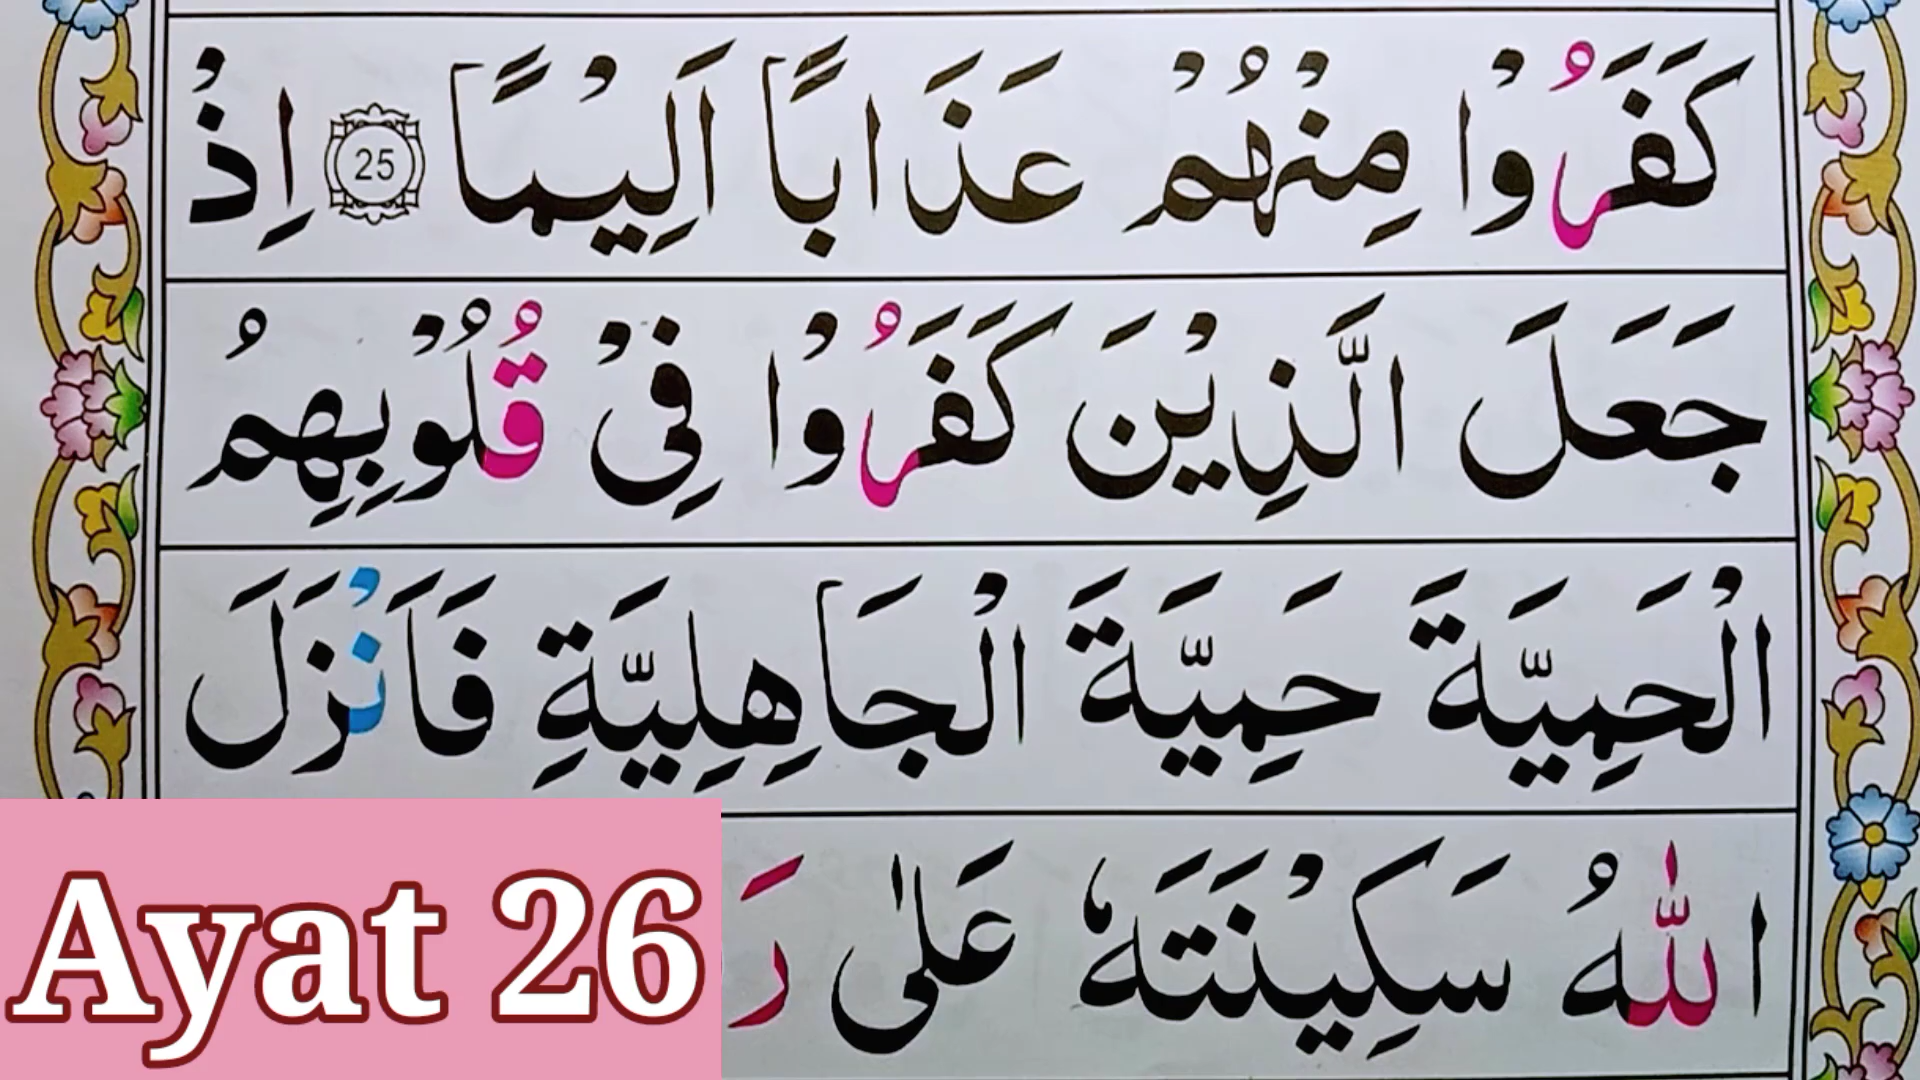 كَفَرُوْا مِنْهُمْ عَذَابًا اَلِيْمًا 25 اِذْ
جَعَلَ الَّذِيْنَ كَفَرُوْا فِيْ قُلُوْبِهِمُ
الْحَمِيَّةَ حَمِيَّةَ الْجَاهِلِيَّةِ فَاَنْزَلَ
اللّٰهُ سَكِيْنَتَهٗ عَلٰى رَ
Ayat 26